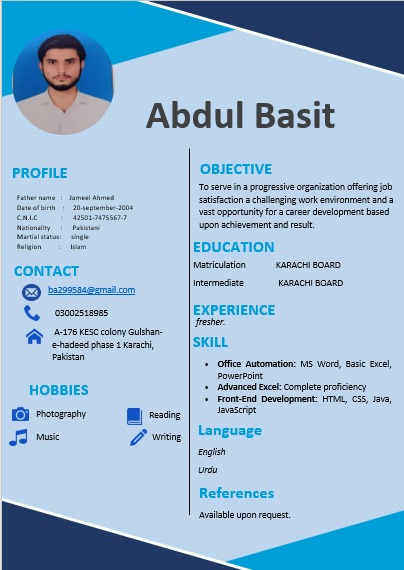 Abdul Basit
PROFILE
Father name : Jameel Ahmed
Date of birth : 20-september-2004
C.N.I.C : 42501-7475567-7
Nationality : Pakistani
Martial status: single
Religion : Islam
CONTACT
ba299584@gmail.com
03002518985
A-176 KESC colony Gulshan-
e-hadeed phase 1 Karachi,
Pakistan
HOBBIES
Photography
Reading
Music
Writing
OBJECTIVE
To serve in a progressive organization offering job
satisfaction a challenging work environment and a
vast opportunity for a career development based
upon achievement and result.
EDUCATION
Matriculation KARACHI BOARD
Intermediate KARACHI BOARD
EXPERIENCE
fresher.
SKILL
• Office Automation: MS Word, Basic Excel,
PowerPoint
• Advanced Excel: Complete proficiency
• Front-End Development: HTML, CSS, Java,
JavaScript
Language
English
Urdu
References
Available upon request.